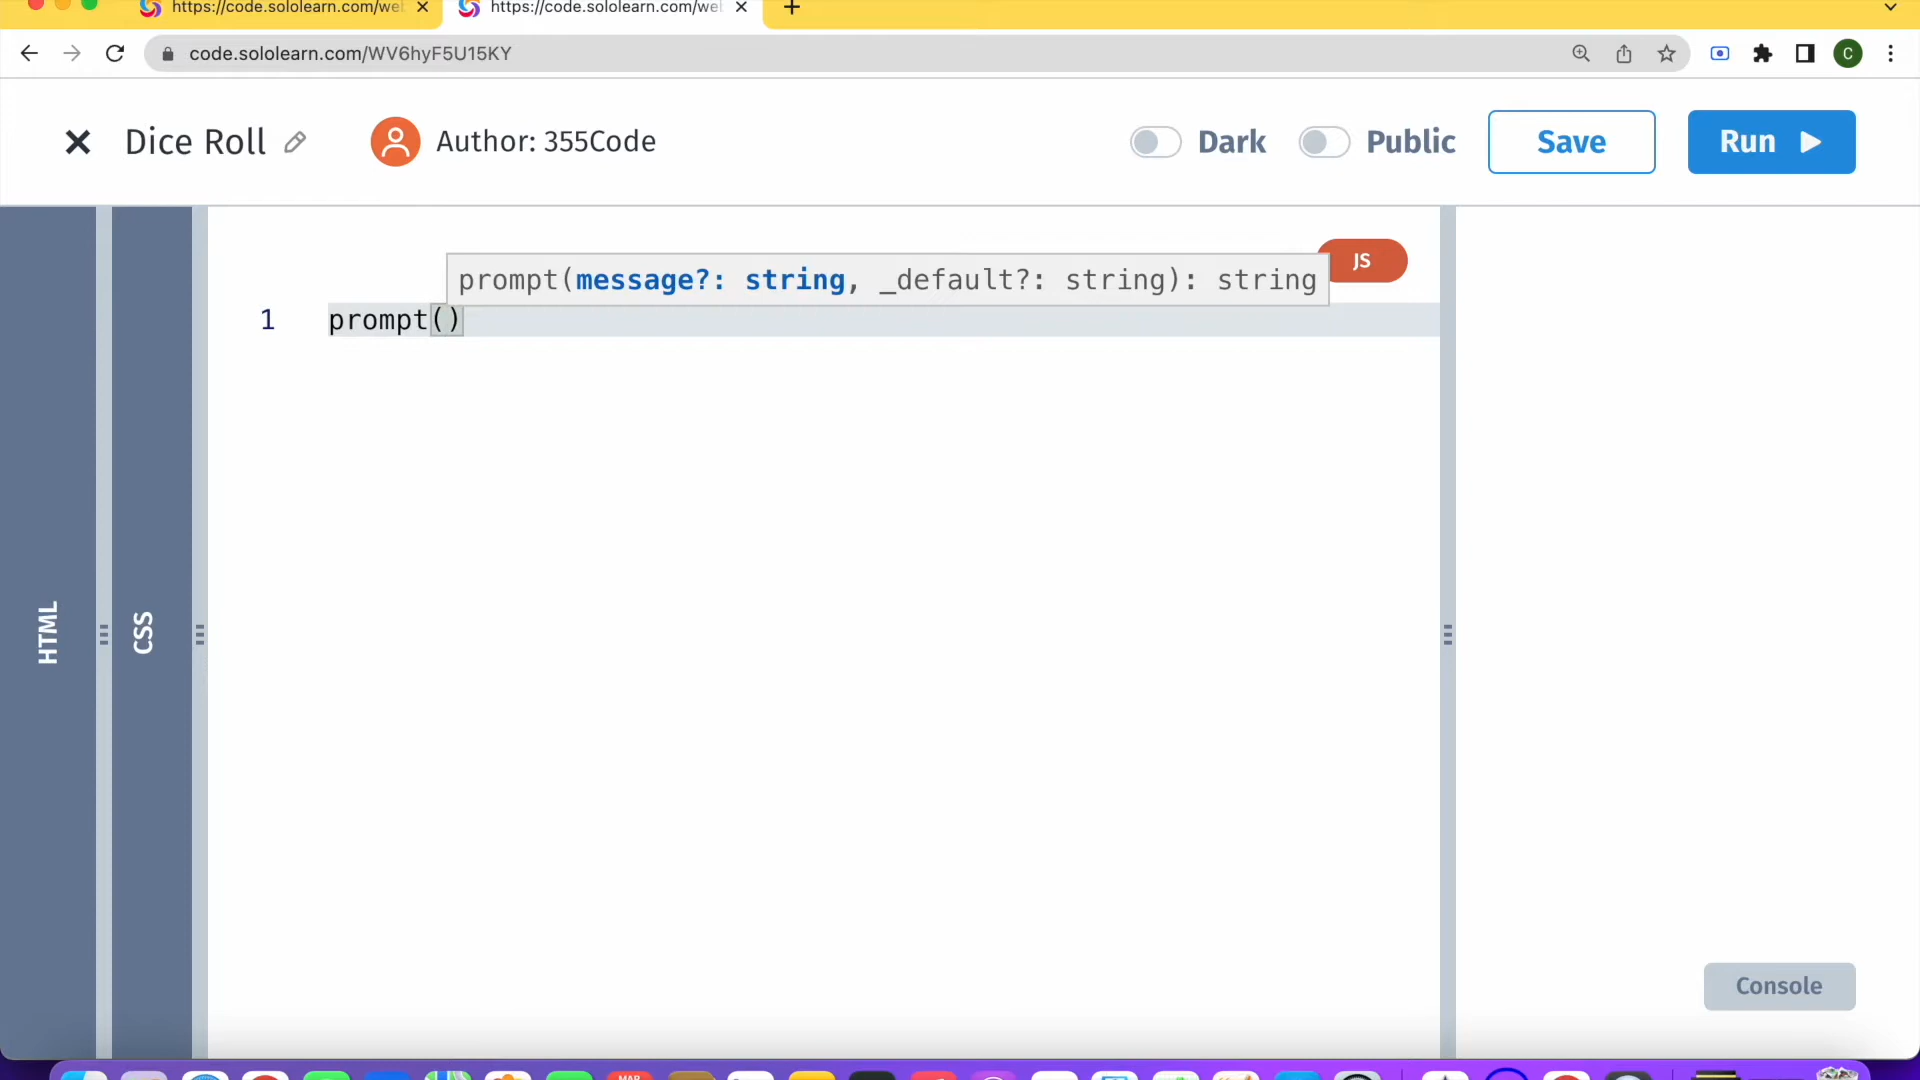 https://code.sololearn.com/we
https://code.sololearn.com/we
code.sololearn.com/WV6hyF5U15KY
C
Dice Roll
Author: 355Code
Dark
Public
Save
Run
JS
prompt(message?: string, _default?: string): string
1 prompt()
HTML
CSS
Console
MAR